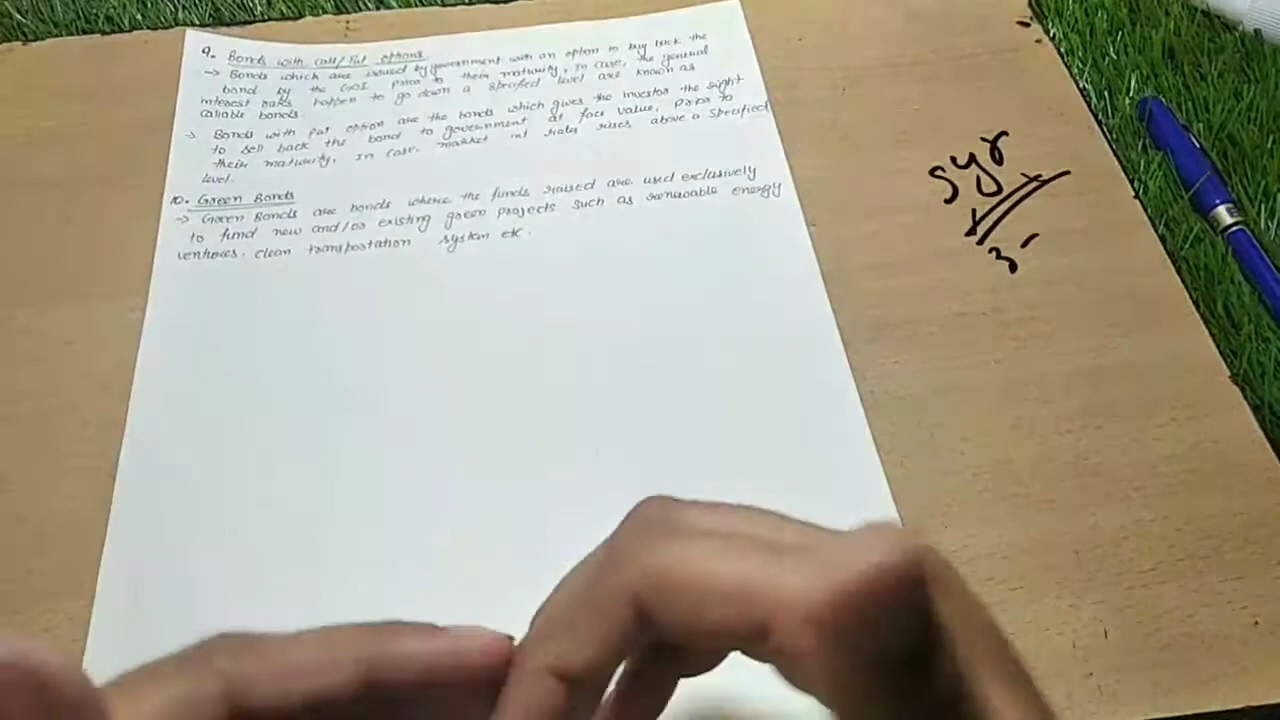 9. Bonds with call/Put options
→ Bonds which are issued by government with an option to buy back the
bond by the GOI prior to their maturity, in case, the general
interest rates happen to go down a specified level are known as
Callable bonds.
→ Bonds with Put option are the bonds which gives the investor the right
to sell back the bond to government at face value, prior to
their maturity, in case market int rates rises above a specified
level.
10. Green Bonds
→ Green Bonds are bonds where the funds raised are used exclusively
to fund new and/or existing green projects such as renewable energy
ventures, clean transportation system etc.
5yr
3